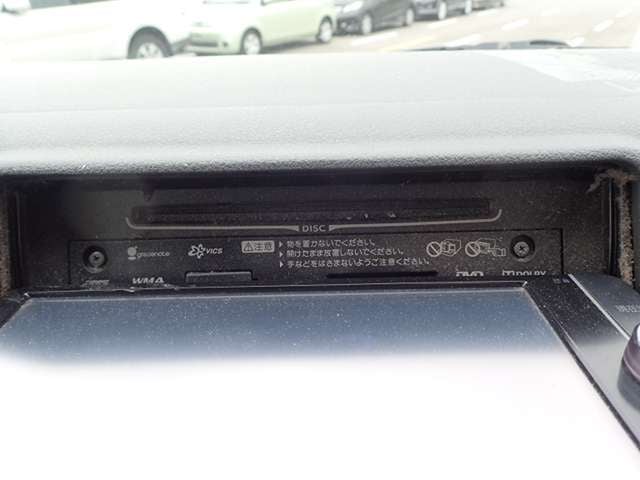 DISC
gracenote
VICS
⚠注意
▶ 物を置かないでください。
▶ 開けたまま放置しないでください。
▶ 手などをはさまないようご注意ください。
WMA
DVD
DOLBY